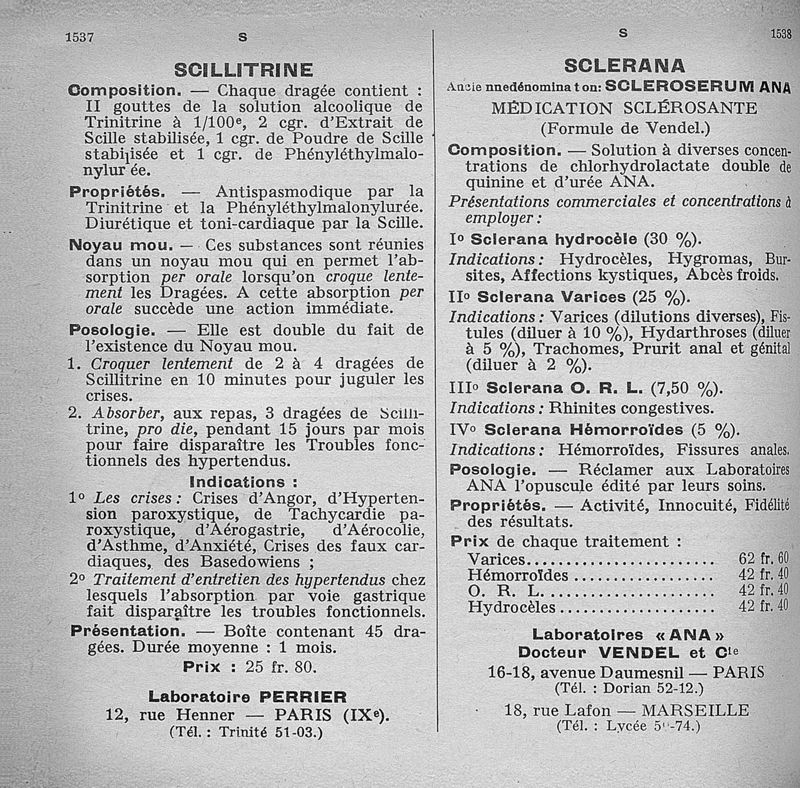 1537
S
SCILLITRINE
Composition. — Chaque dragée contient :
II gouttes de la solution alcoolique de
Trinitrine à 1/100e, 2 cgr. d'Extrait de
Scille stabilisée, 1 cgr. de Poudre de Scille
stabilisée et 1 cgr. de Phényléthylmalo-
nylur ée.
Propriétés. — Antispasmodique par la
Trinitrine et la Phényléthylmalonylurée.
Diurétique et toni-cardiaque par la Scille.
Noyau mou. — Ces substances sont réunies
dans un noyau mou qui en permet l'ab-
sorption per orale lorsqu'on croque lente-
ment les Dragées. A cette absorption per
orale succède une action immédiate.
Posologie. — Elle est double du fait de
l'existence du Noyau mou.
1. Croquer lentement de 2 à 4 dragées de
Scillitrine en 10 minutes pour juguler les
crises.
2. Absorber, aux repas, 3 dragées de Scilli-
trine, pro die, pendant 15 jours par mois
pour faire disparaître les Troubles fonc-
tionnels des hypertendus.
Indications :
1° Les crises : Crises d'Angor, d'Hyperten-
sion paroxystique, de Tachycardie pa-
roxystique, d'Aérogastrie, d'Aérocolie,
d'Asthme, d'Anxiété, Crises des faux car-
diaques, des Basedowiens ;
2° Traitement d'entretien des hypertendus chez
lesquels l'absorption par voie gastrique
fait disparaître les troubles fonctionnels.
Présentation. — Boîte contenant 45 dra-
gées. Durée moyenne : 1 mois.
Prix : 25 fr. 80.
Laboratoire PERRIER
12, rue Henner — PARIS (IXe).
(Tél. : Trinité 51-03.)
S
1538
SCLERANA
Ancie nnedénomina t on: SCLEROSERUM ANA
MÉDICATION SCLÉROSANTE
(Formule de Vendel.)
Composition. — Solution à diverses concen-
trations de chlorhydrolactate double de
quinine et d'urée ANA.
Présentations commerciales et concentrations à
employer :
I° Sclerana hydrocèle (30 %).
Indications : Hydrocèles, Hygromas, Bur-
sites, Affections kystiques, Abcès froids.
II° Sclerana Varices (25 %).
Indications : Varices (dilutions diverses), Fis-
tules (diluer à 10 %), Hydarthroses (diluer
à 5 %), Trachomes, Prurit anal et génital
(diluer à 2 %).
III° Sclerana O. R. L. (7,50 %).
Indications : Rhinites congestives.
IV° Sclerana Hémorroïdes (5 %).
Indications : Hémorroïdes, Fissures anales.
Posologie. — Réclamer aux Laboratoires
ANA l'opuscule édité par leurs soins.
Propriétés. — Activité, Innocuité, Fidélité
des résultats.
Prix de chaque traitement :
Varices........................ 62 fr. 60
Hémorroïdes .................. 42 fr. 40
O. R. L. ...................... 42 fr. 40
Hydrocèles .................... 42 fr. 40
Laboratoires « ANA »
Docteur VENDEL et Cie
16-18, avenue Daumesnil — PARIS
(Tél. : Dorian 52-12.)
18, rue Lafon — MARSEILLE
(Tél. : Lycée -74.)